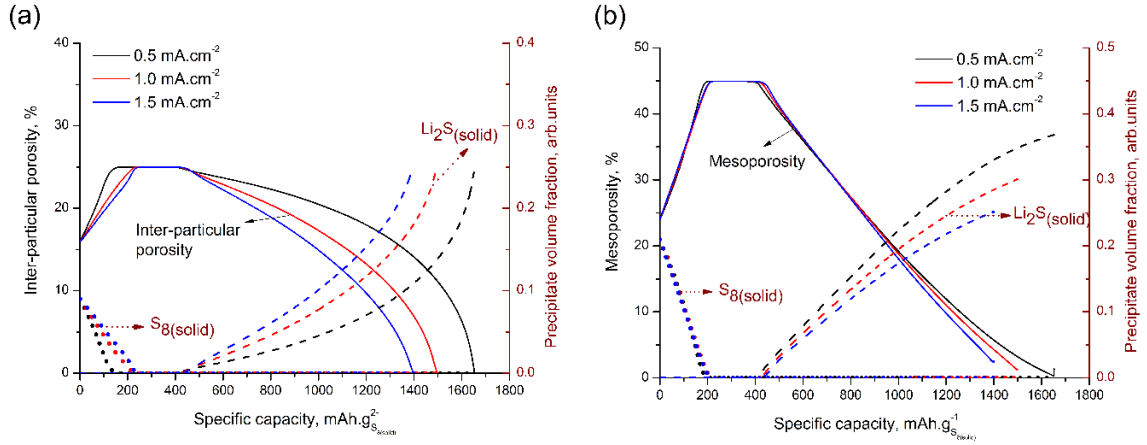 (a)
40
30
20
10
0
Inter-particular porosity, %
0.5 mA.cm-2
1.0 mA.cm-2
1.5 mA.cm-2
Li2S(solid)
Inter-particular
porosity
S8(solid)
0.4
0.3
0.2
0.1
0.0
Precipitate volume fraction, arb.units
0 200 400 600 800 1000 1200 1400 1600 1800
Specific capacity, mAh.g2-S8(solid)
(b)
50
40
30
20
10
0
Mesoporosity, %
0.5 mA.cm-2
1.0 mA.cm-2
1.5 mA.cm-2
Mesoporosity
Li2S(solid)
S8(solid)
0.5
0.4
0.3
0.2
0.1
0.0
Precipitate volume fraction, arb.units
0 200 400 600 800 1000 1200 1400 1600 1800
Specific capacity, mAh.g-1S8(solid)